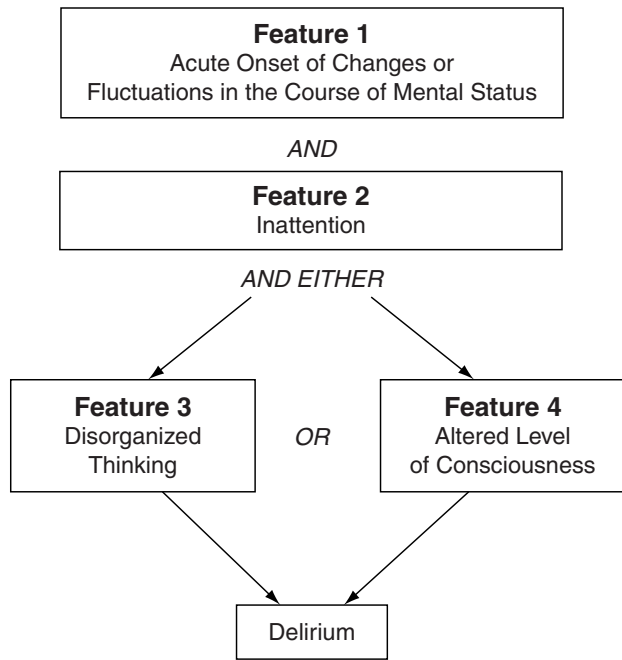 Feature 1
Acute Onset of Changes or
Fluctuations in the Course of Mental Status
AND
Feature 2
Inattention
AND EITHER
Feature 3
Disorganized
Thinking
OR
Feature 4
Altered Level
of Consciousness
Delirium